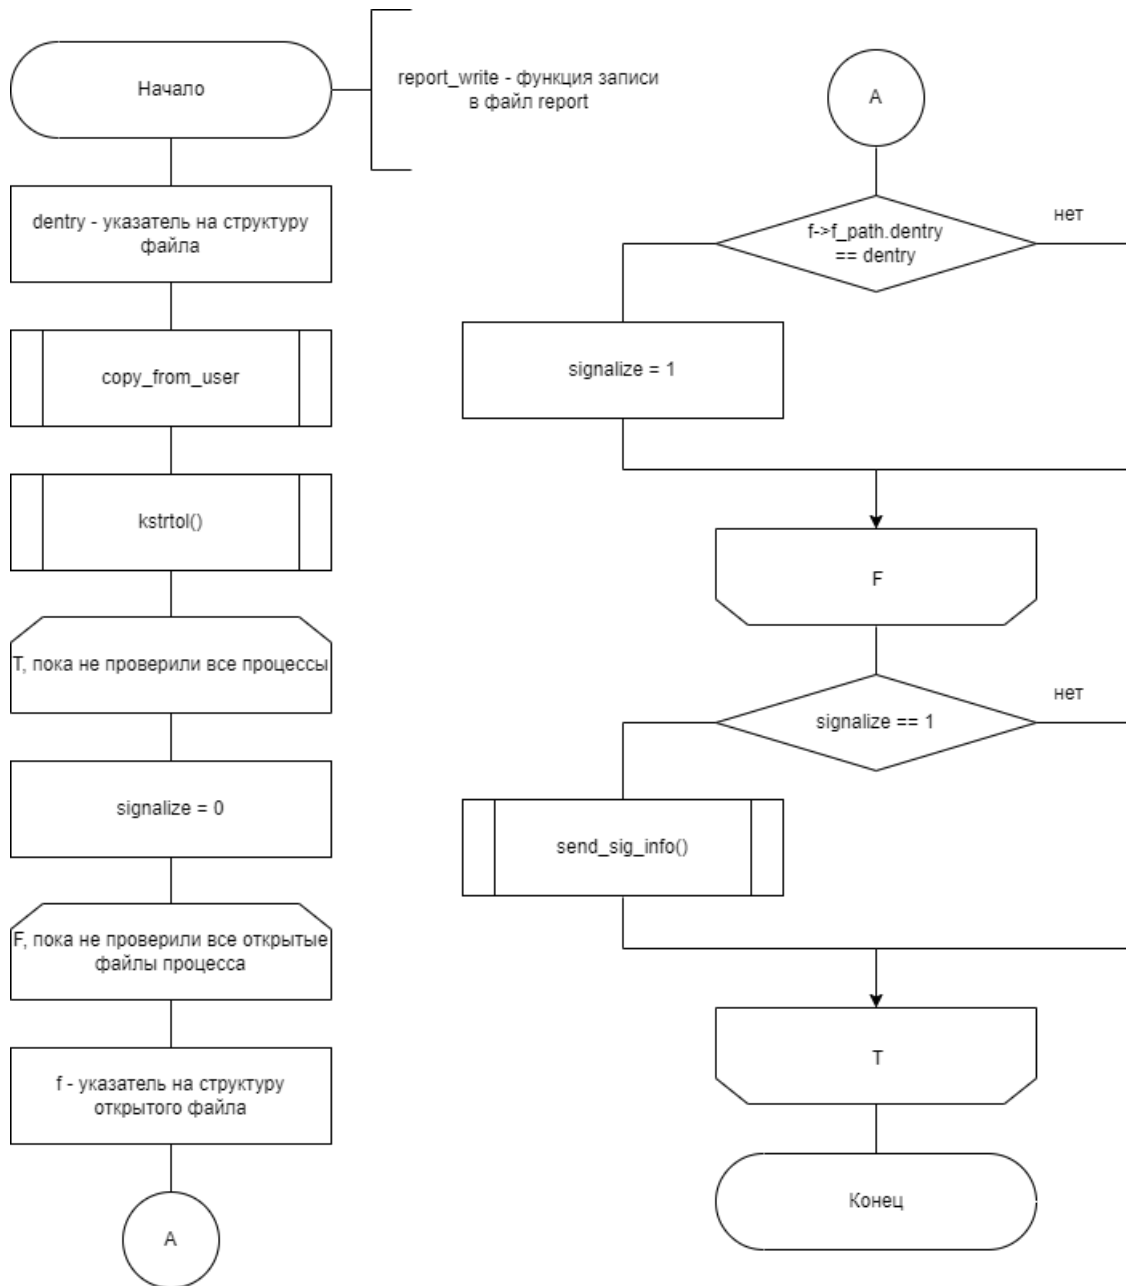 Начало
report_write - функция записи
в файл report
dentry - указатель на структуру
файла
copy_from_user
kstrtol()
T, пока не проверили все процессы
signalize = 0
F, пока не проверили все открытые
файлы процесса
f - указатель на структуру
открытого файла
A
A
f->f_path.dentry
== dentry
нет
signalize = 1
F
signalize == 1
нет
send_sig_info()
T
Конец